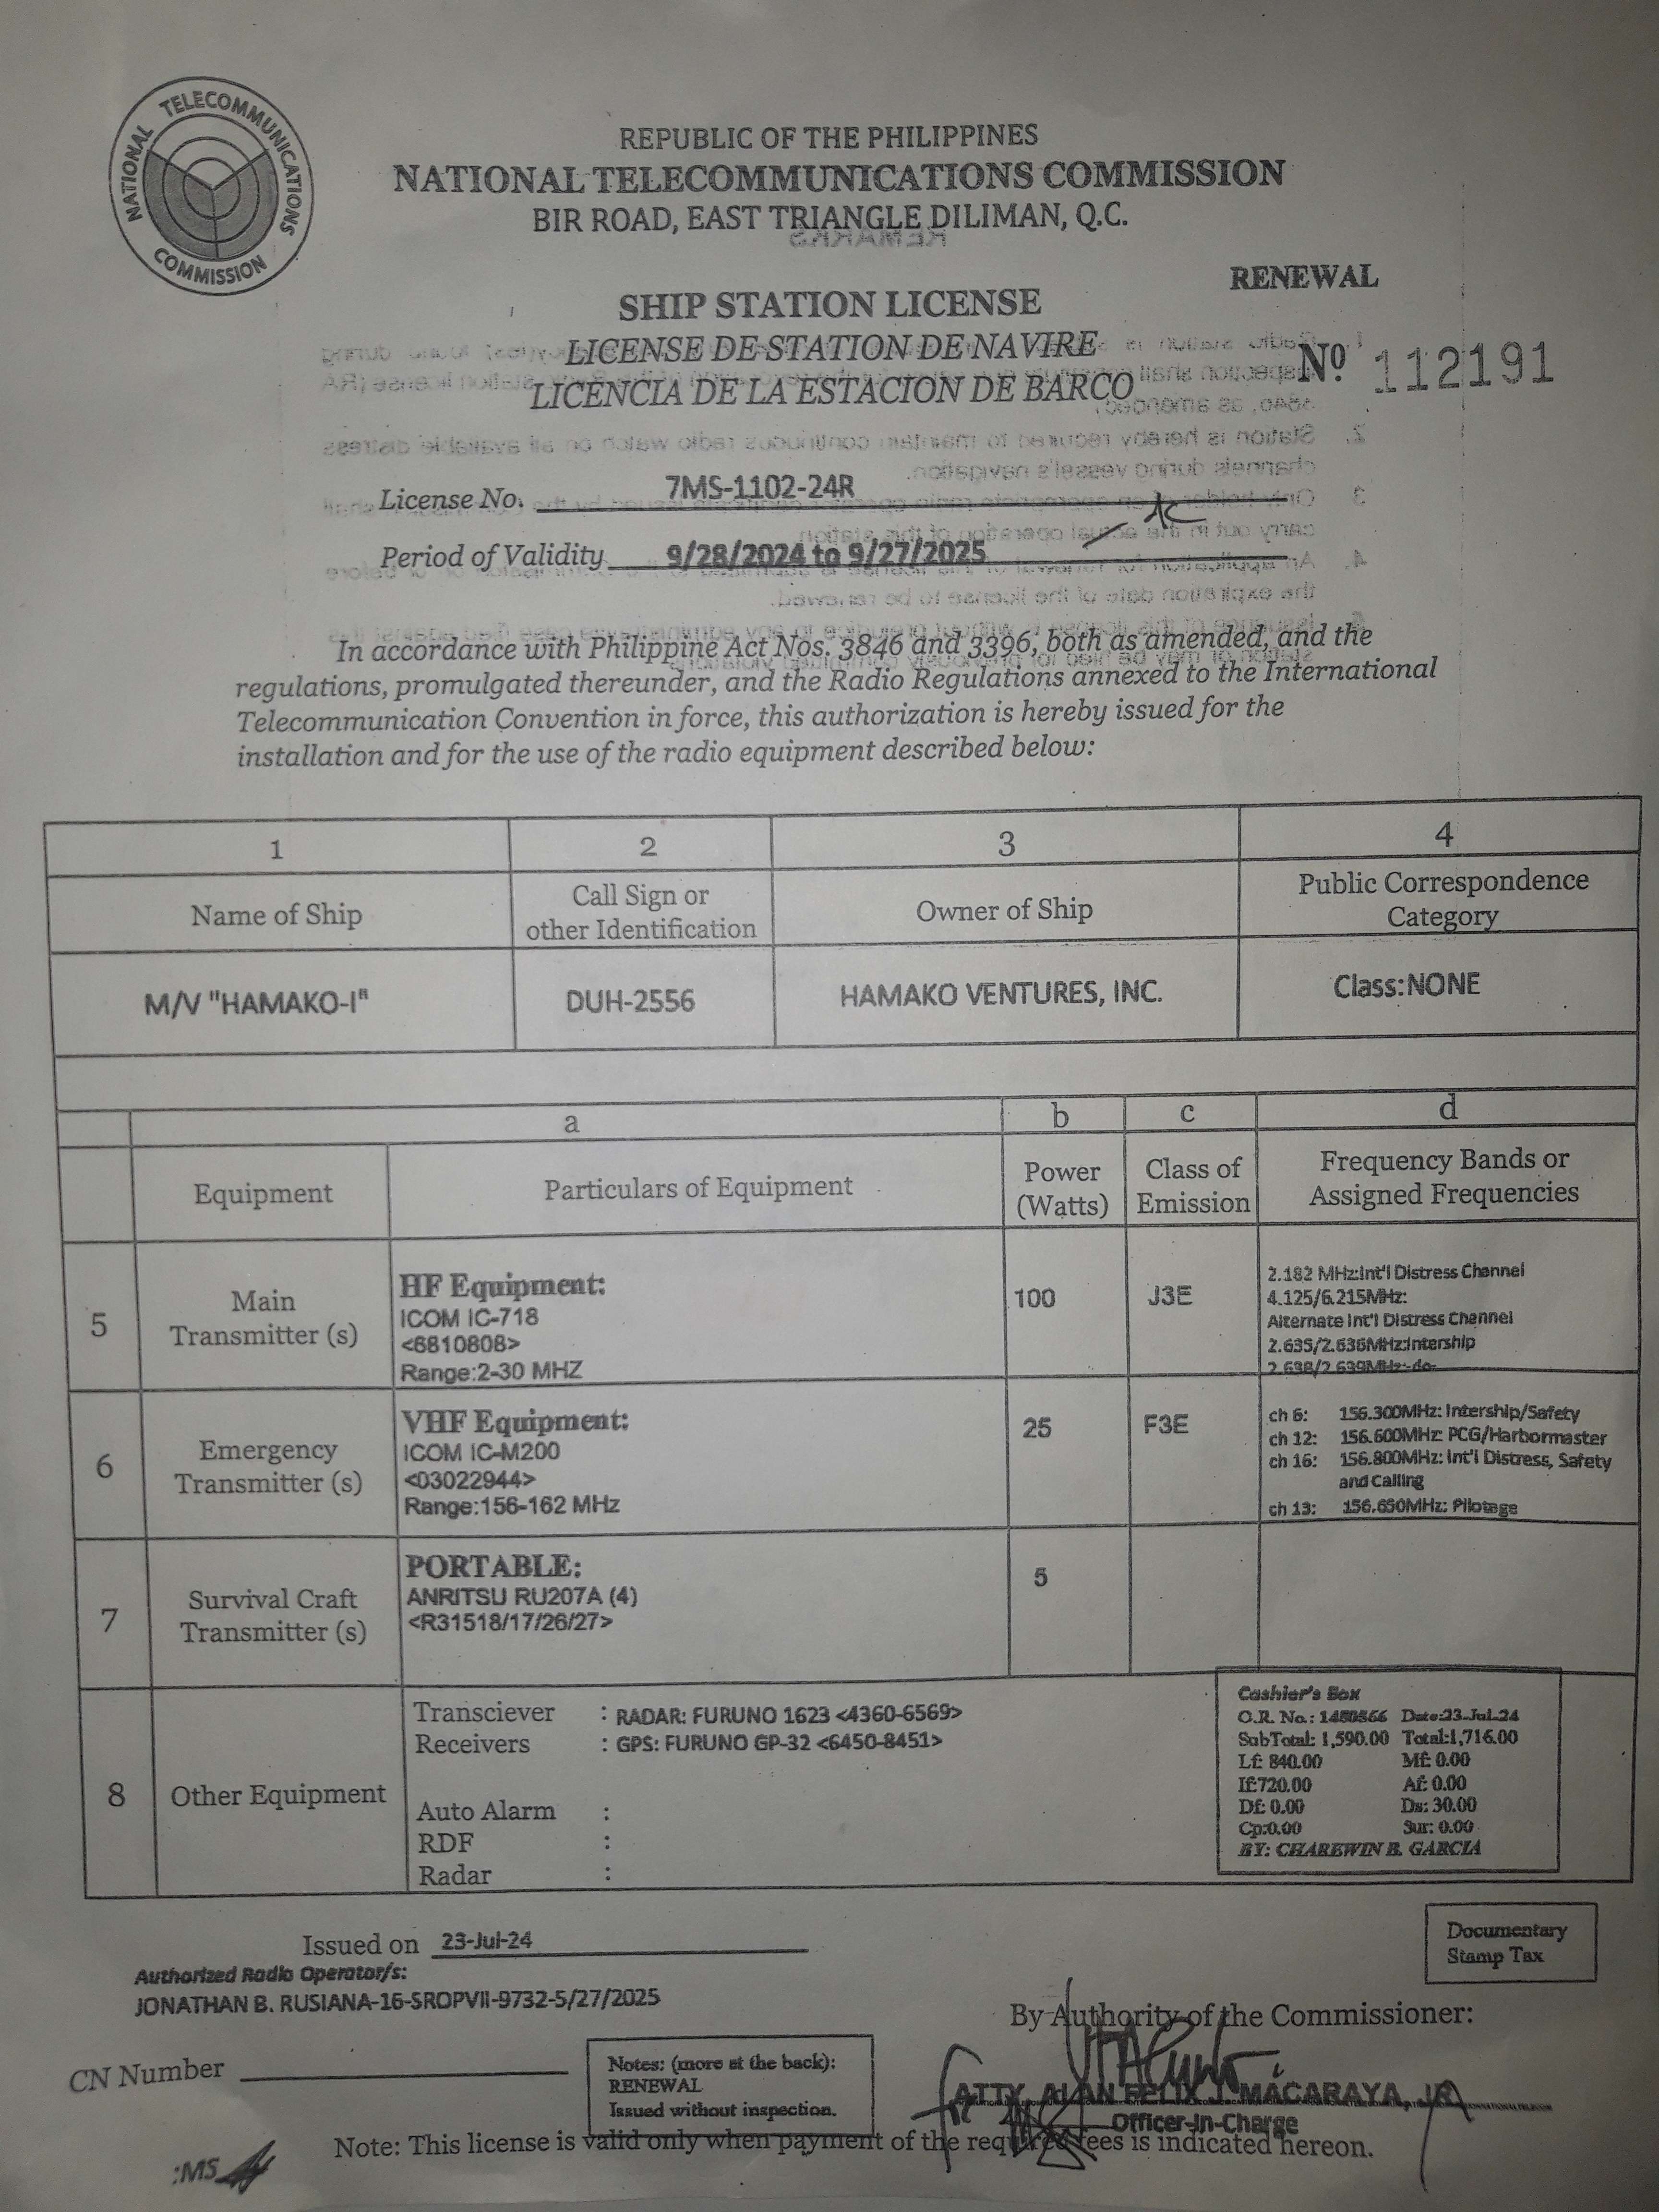 NATIONAL TELECOMMUNICATIONS COMMISSION
REPUBLIC OF THE PHILIPPINES
NATIONAL TELECOMMUNICATIONS COMMISSION
BIR ROAD, EAST TRIANGLE DILIMAN, Q.C.
REMARKS
RENEWAL
SHIP STATION LICENSE
LICENSE DE STATION DE NAVIRE
LICENCIA DE LA ESTACION DE BARCO
Nº 112191
License No. 7MS-1102-24R
Period of Validity 9/28/2024 to 9/27/2025
In accordance with Philippine Act Nos. 3846 and 3396, both as amended, and the
regulations, promulgated thereunder, and the Radio Regulations annexed to the International
Telecommunication Convention in force, this authorization is hereby issued for the
installation and for the use of the radio equipment described below:
1 2 3 4
Name of Ship
Call Sign or
other Identification
Owner of Ship
Public Correspondence
Category
M/V "HAMAKO-I" DUH-2556 HAMAKO VENTURES, INC. Class:NONE
a b c d
Equipment
Particulars of Equipment
Power
(Watts)
Class of
Emission
Frequency Bands or
Assigned Frequencies
5
Main
Transmitter (s)
HF Equipment:
ICOM IC-718
<6810808>
Range:2-30 MHZ
100
J3E
2.182 MHz:Int'l Distress Channel
4.125/6.215MHz:
Alternate Int'l Distress Channel
2.635/2.636MHz:Intership
2.638/2.639MHz:-do-
6
Emergency
Transmitter (s)
VHF Equipment:
ICOM IC-M200
<03022944>
Range:156-162 MHz
25
F3E
ch 6: 156.300MHz: Intership/Safety
ch 12: 156.600MHz: PCG/Harbormaster
ch 16: 156.800MHz: Int'l Distress, Safety
and Calling
ch 13: 156.650MHz: Pilotage
7
Survival Craft
Transmitter (s)
PORTABLE:
ANRITSU RU207A (4)
<R31518/17/26/27>
5
8
Other Equipment
Transciever : RADAR: FURUNO 1623 <4360-6569>
Receivers : GPS: FURUNO GP-32 <6450-8451>
Auto Alarm :
RDF :
Radar :
Cashier's Box
O.R. No.: 1480866 Date:23-Jul-24
SubTotal: 1,590.00 Total:1,716.00
Lf: 840.00 Mf: 0.00
If:720.00 Af: 0.00
Df: 0.00 Ds: 30.00
Cp:0.00 Sur: 0.00
BY: CHAREWIN B. GARCIA
Issued on 23-Jul-24
Documentary
Stamp Tax
Authorized Radio Operator/s:
JONATHAN B. RUSIANA-16-SROPVII-9732-5/27/2025
By Authority of the Commissioner:
CN Number
Notes: (more at the back):
RENEWAL
Issued without inspection.
ATTY. ALAN FELIX J. MACARAYA, JR
Officer-In-Charge
Note: This license is valid only when payment of the required fees is indicated hereon.
:MS